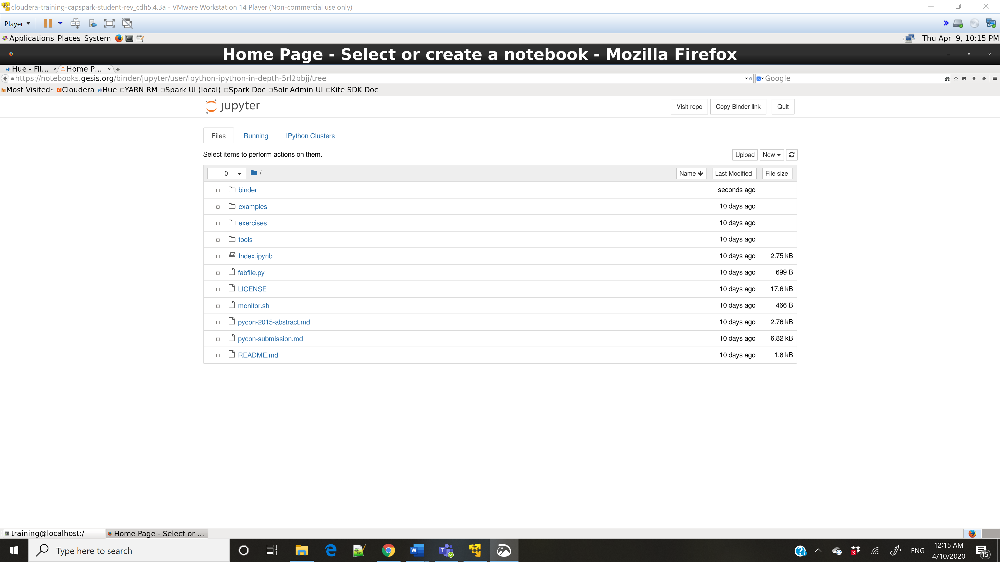 cloudera-training-capspark-student-rev_cdh5.4.3a - VMware Workstation 14 Player (Non-commercial use only)
Player
Applications Places System Thu Apr 9, 10:15 PM
Home Page - Select or create a notebook - Mozilla Firefox
Hue - Fil... Home P...
https://notebooks.gesis.org/binder/jupyter/user/ipython-ipython-in-depth-5rl2bbjj/tree Google
Most Visited Cloudera Hue YARN RM Spark UI (local) Spark Doc Solr Admin UI Kite SDK Doc
jupyter Visit repo Copy Binder link Quit
Files Running IPython Clusters
Select items to perform actions on them. Upload New
0 / Name Last Modified File size
binder seconds ago
examples 10 days ago
exercises 10 days ago
tools 10 days ago
Index.ipynb 10 days ago 2.75 kB
fabfile.py 10 days ago 699 B
LICENSE 10 days ago 17.6 kB
monitor.sh 10 days ago 466 B
pycon-2015-abstract.md 10 days ago 2.76 kB
pycon-submission.md 10 days ago 6.82 kB
README.md 10 days ago 1.8 kB
training@localhost:/ Home Page - Select or ...
Type here to search ENG 12:15 AM
4/10/2020 15